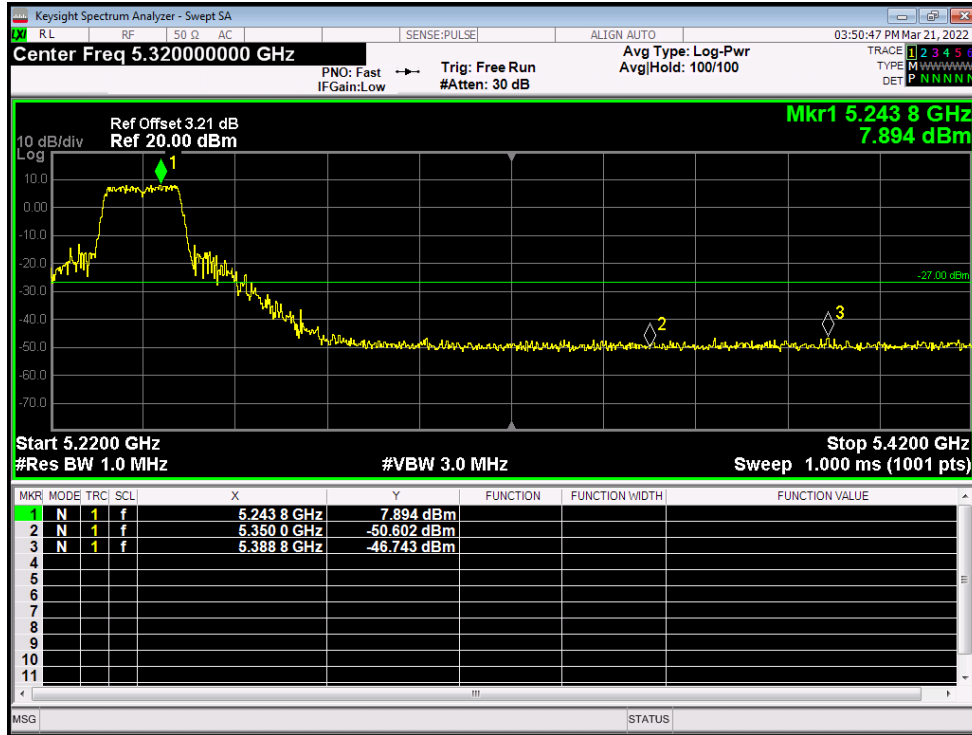 Keysight Spectrum Analyzer - Swept SA
LXI RL RF 50 Ω AC SENSE:PULSE ALIGN AUTO 03:50:47 PM Mar 21, 2022
Center Freq 5.320000000 GHz
PNO: Fast
IFGain:Low
Trig: Free Run
#Atten: 30 dB
Avg Type: Log-Pwr
Avg|Hold: 100/100
TRACE 1 2 3 4 5 6
TYPE M WWWWW
DET P N N N N N
Mkr1 5.243 8 GHz
7.894 dBm
10 dB/div
Log
Ref Offset 3.21 dB
Ref 20.00 dBm
1
10.0
0.00
-10.0
-20.0
-27.00 dBm
-30.0
-40.0
2
3
-50.0
-60.0
-70.0
Start 5.2200 GHz Stop 5.4200 GHz
#Res BW 1.0 MHz #VBW 3.0 MHz Sweep 1.000 ms (1001 pts)
MKR MODE TRC SCL X Y FUNCTION FUNCTION WIDTH FUNCTION VALUE
1 N 1 f 5.243 8 GHz 7.894 dBm
2 N 1 f 5.350 0 GHz -50.602 dBm
3 N 1 f 5.388 8 GHz -46.743 dBm
4
5
6
7
8
9
10
11
MSG STATUS